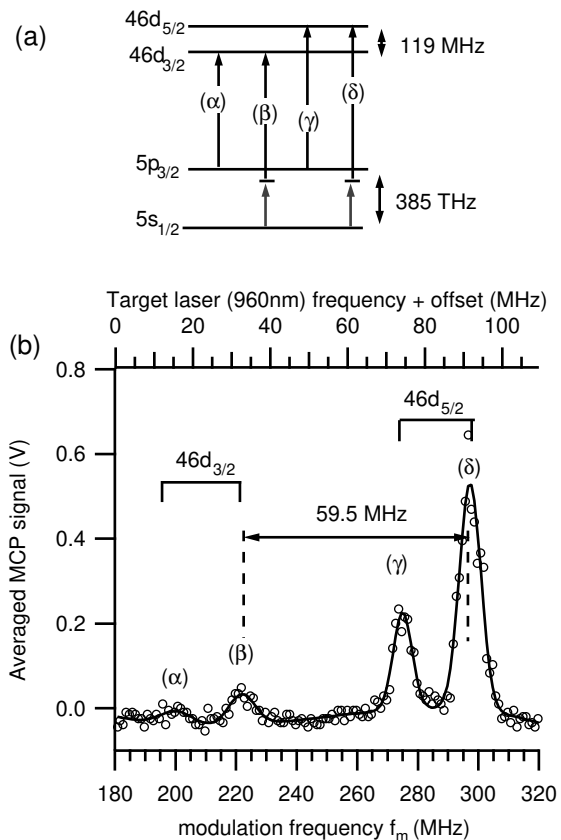 (a)
46d5/2
46d3/2
119 MHz
(α)
(β)
(γ)
(δ)
5p3/2
385 THz
5s1/2
Target laser (960nm) frequency + offset (MHz)
0 20 40 60 80 100
(b)
0.8
46d5/2
0.6
46d3/2
(δ)
59.5 MHz
0.4
(γ)
Averaged MCP signal (V)
0.2
(β)
(α)
0.0
180 200 220 240 260 280 300 320
modulation frequency fm (MHz)